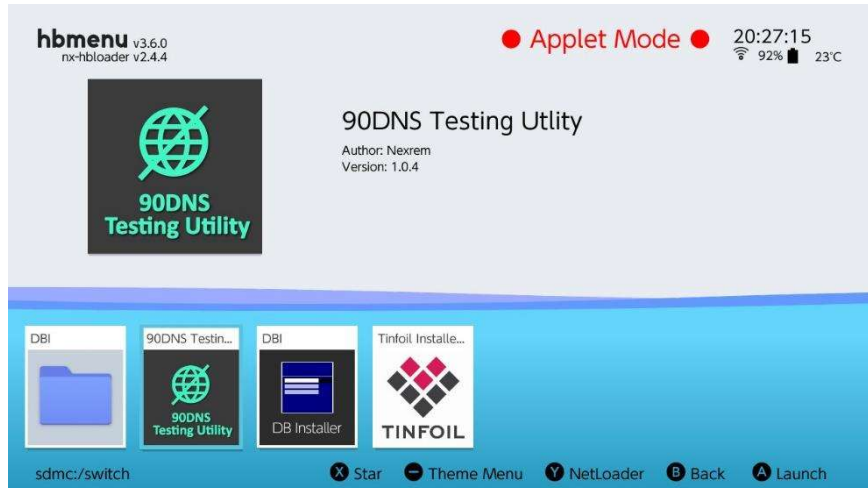 hbmenu v3.6.0
nx-hbloader v2.4.4
Applet Mode
20:27:15
92% 23°C
90DNS
Testing Utility
90DNS Testing Utlity
Author: Nexrem
Version: 1.0.4
DBI
90DNS Testin...
DBI
Tinfoil Installe...
90DNS
Testing Utility
DB Installer
TINFOIL
sdmc:/switch
X Star - Theme Menu Y NetLoader B Back A Launch